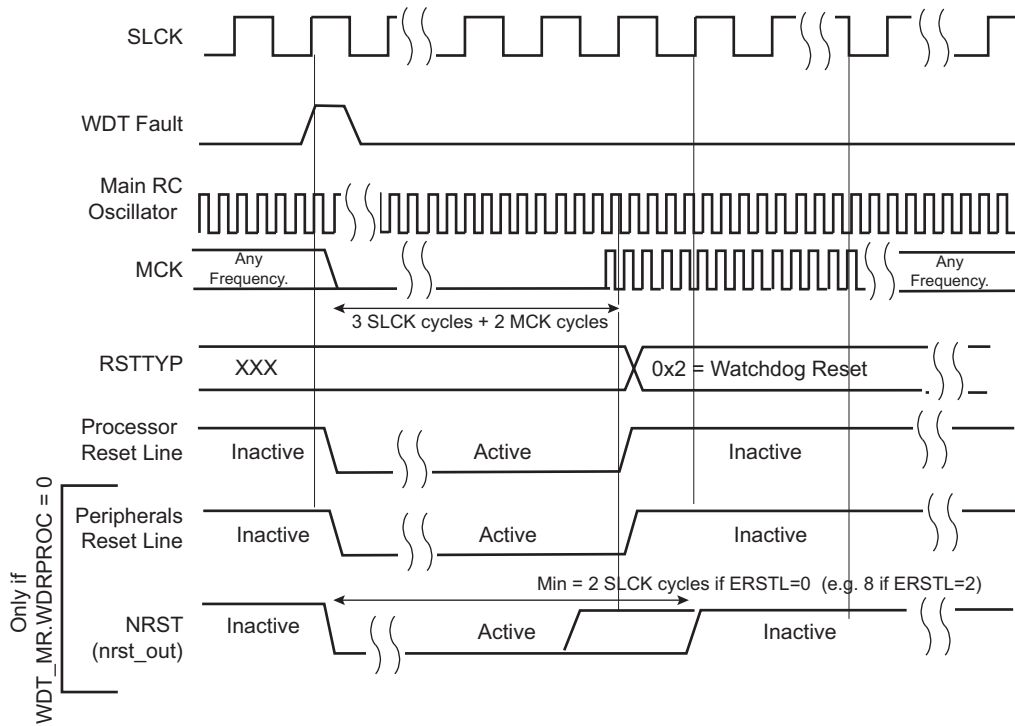 SLCK
WDT Fault
Main RC
Oscillator
MCK
Any
Frequency.
Any
Frequency.
3 SLCK cycles + 2 MCK cycles
RSTTYP
XXX
0x2 = Watchdog Reset
Processor
Reset Line
Inactive
Active
Inactive
Only if
WDT_MR.WDRPROC = 0
Peripherals
Reset Line
Inactive
Active
Inactive
Min = 2 SLCK cycles if ERSTL=0 (e.g. 8 if ERSTL=2)
NRST
(nrst_out)
Inactive
Active
Inactive